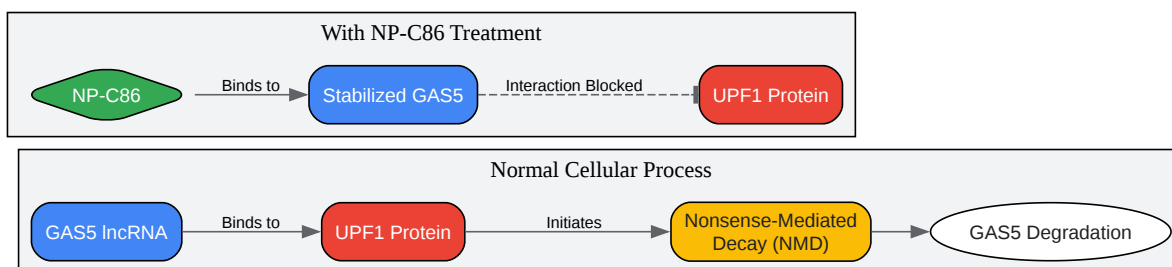 With NP-C86 Treatment
NP-C86
Binds to
Stabilized GAS5
Interaction Blocked
UPF1 Protein
Normal Cellular Process
GAS5 lncRNA
Binds to
UPF1 Protein
Initiates
Nonsense-Mediated
Decay (NMD)
GAS5 Degradation